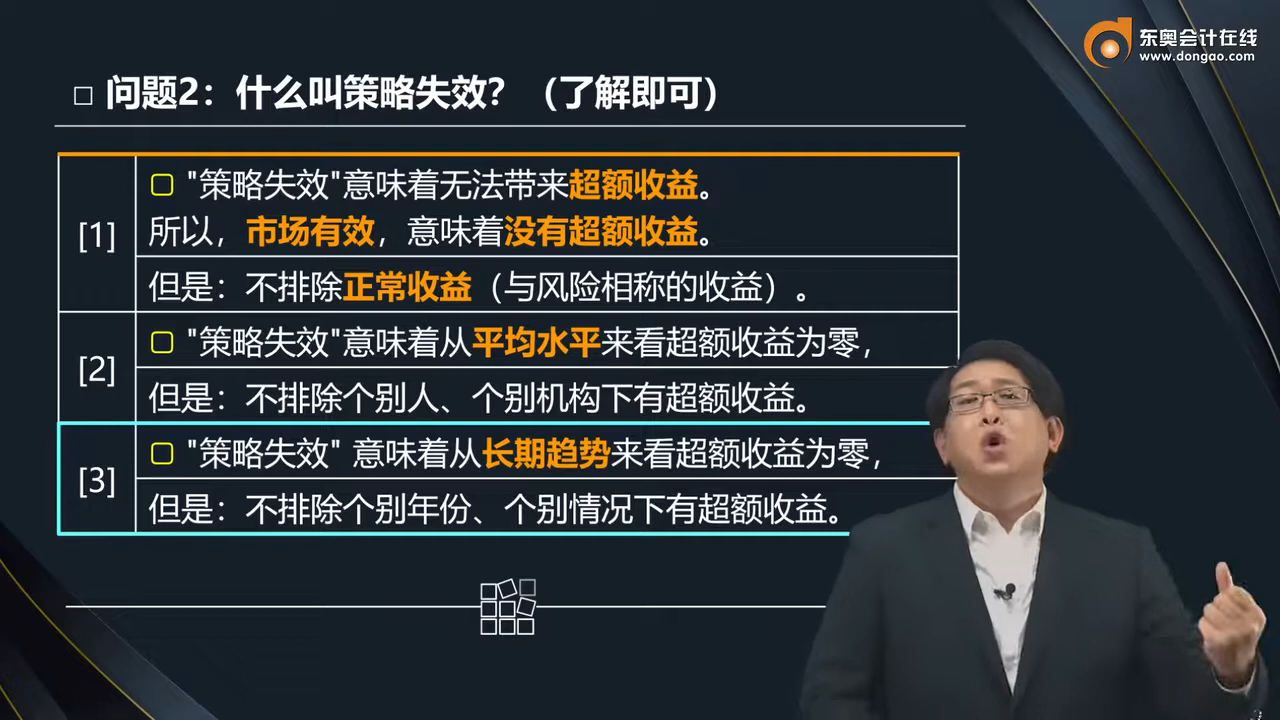 东奥会计在线
www.dongao.com
问题2：什么叫策略失效？（了解即可）
[1]
"策略失效"意味着无法带来超额收益。
所以，市场有效，意味着没有超额收益。
但是：不排除正常收益（与风险相称的收益）。
[2]
"策略失效"意味着从平均水平来看超额收益为零，
但是：不排除个别人、个别机构下有超额收益。
[3]
"策略失效" 意味着从长期趋势来看超额收益为零，
但是：不排除个别年份、个别情况下有超额收益。